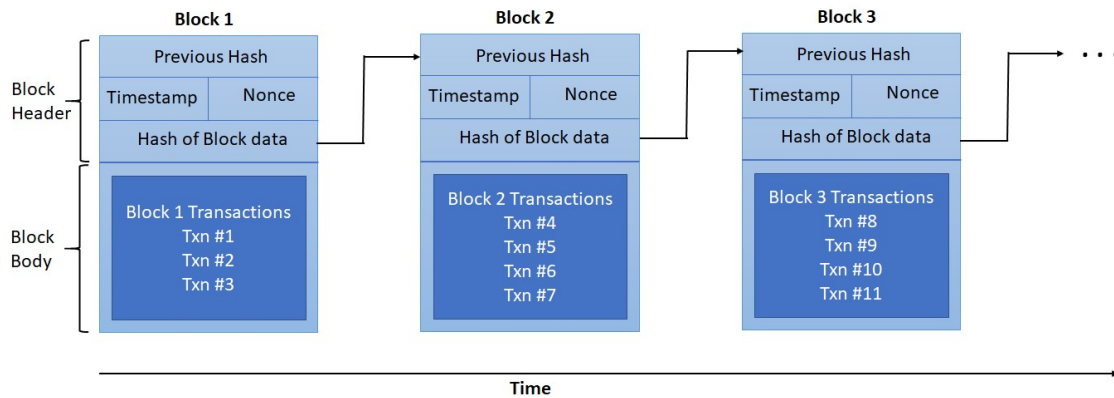 Block 1
Block 2
Block 3
Block
Header
Previous Hash
Timestamp
Nonce
Hash of Block data
Previous Hash
Timestamp
Nonce
Hash of Block data
Previous Hash
Timestamp
Nonce
Hash of Block data
...
Block
Body
Block 1 Transactions
Txn #1
Txn #2
Txn #3
Block 2 Transactions
Txn #4
Txn #5
Txn #6
Txn #7
Block 3 Transactions
Txn #8
Txn #9
Txn #10
Txn #11
Time